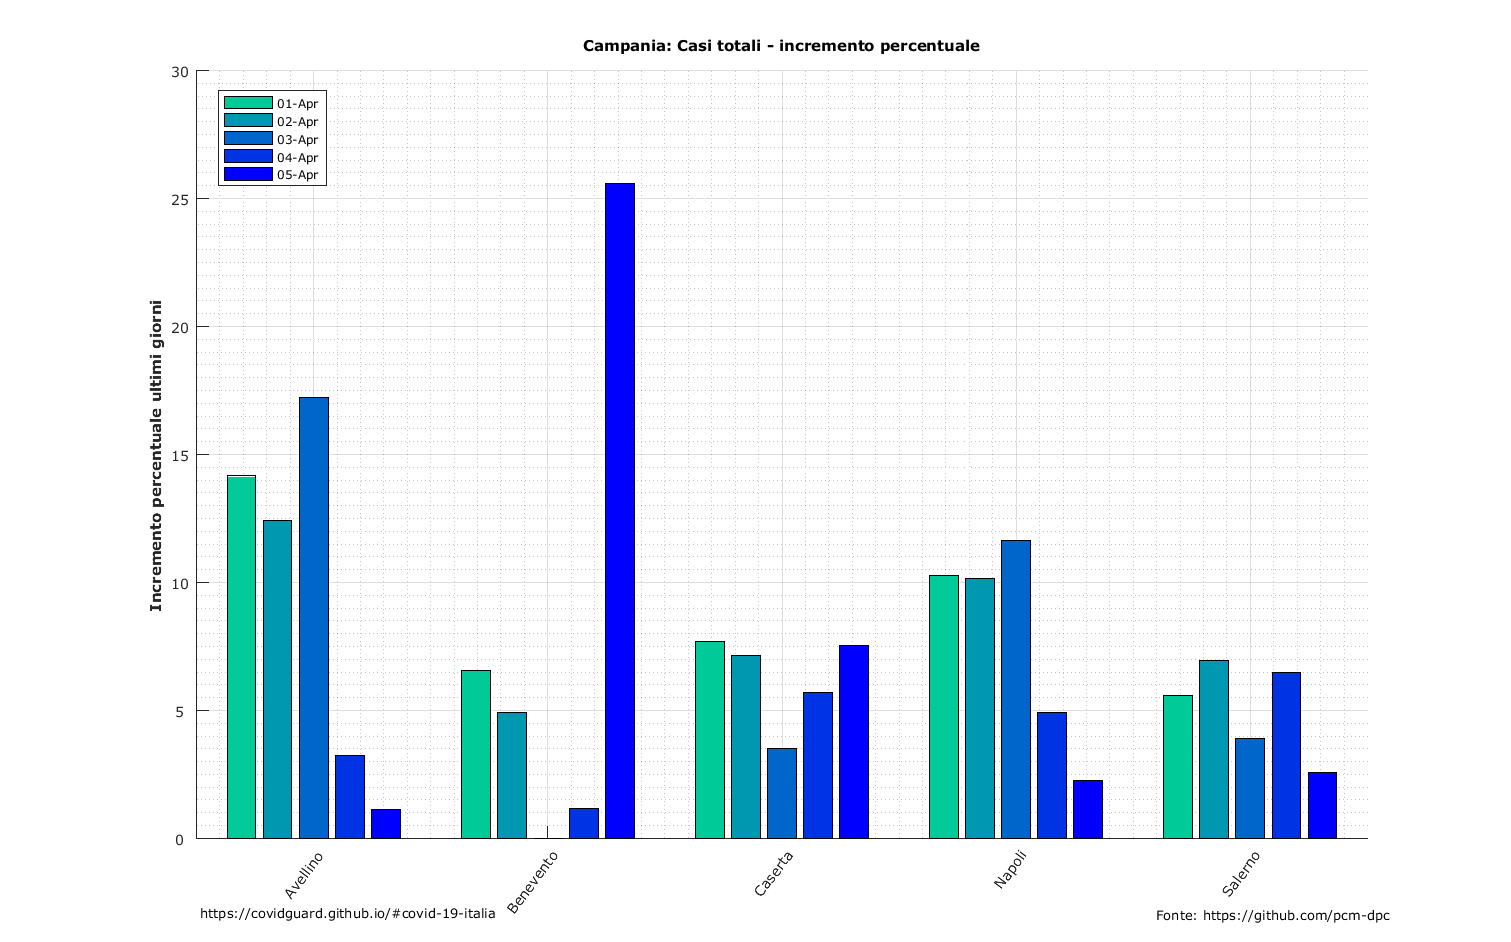 Campania: Casi totali - incremento percentuale
30
25
20
15
10
5
0
Incremento percentuale ultimi giorni
01-Apr
02-Apr
03-Apr
04-Apr
05-Apr
Avellino
Benevento
Caserta
Napoli
Salerno
https://covidguard.github.io/#covid-19-italia
Fonte: https://github.com/pcm-dpc